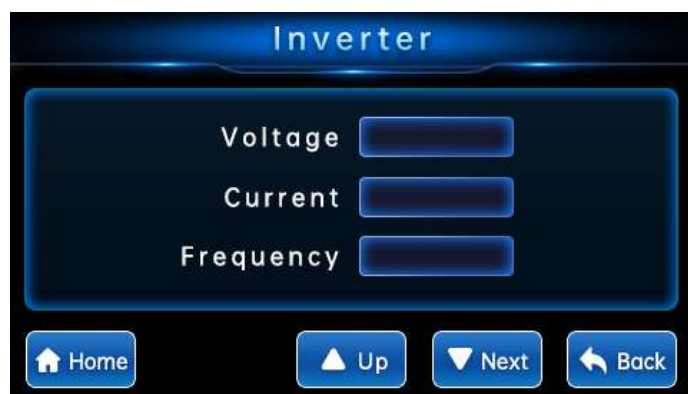 Inverter
Voltage
Current
Frequency
Home Up Next Back